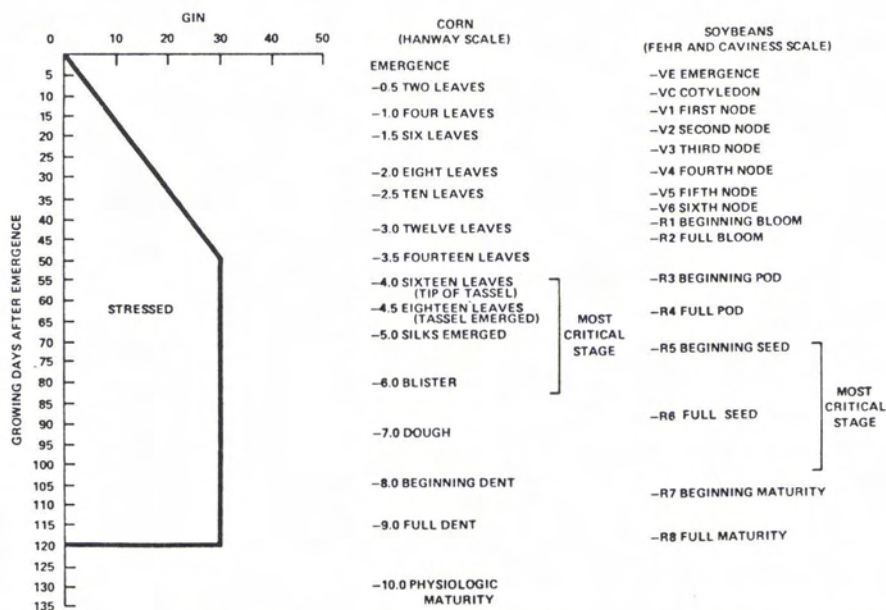 GIN
0 10 20 30 40 50
GROWING DAYS AFTER EMERGENCE
5
10
15
20
25
30
35
40
45
50
55
60
65
70
75
80
85
90
95
100
105
110
115
120
125
130
135
STRESSED
CORN
(HANWAY SCALE)
EMERGENCE
–0.5 TWO LEAVES
–1.0 FOUR LEAVES
–1.5 SIX LEAVES
–2.0 EIGHT LEAVES
–2.5 TEN LEAVES
–3.0 TWELVE LEAVES
–3.5 FOURTEEN LEAVES
–4.0 SIXTEEN LEAVES
(TIP OF TASSEL)
–4.5 EIGHTEEN LEAVES
(TASSEL EMERGED)
–5.0 SILKS EMERGED
–6.0 BLISTER
–7.0 DOUGH
–8.0 BEGINNING DENT
–9.0 FULL DENT
–10.0 PHYSIOLOGIC
MATURITY
MOST
CRITICAL
STAGE
SOYBEANS
(FEHR AND CAVINESS SCALE)
–VE EMERGENCE
–VC COTYLEDON
–V1 FIRST NODE
–V2 SECOND NODE
–V3 THIRD NODE
–V4 FOURTH NODE
–V5 FIFTH NODE
–V6 SIXTH NODE
–R1 BEGINNING BLOOM
–R2 FULL BLOOM
–R3 BEGINNING POD
–R4 FULL POD
–R5 BEGINNING SEED
–R6 FULL SEED
–R7 BEGINNING MATURITY
–R8 FULL MATURITY
MOST
CRITICAL
STAGE